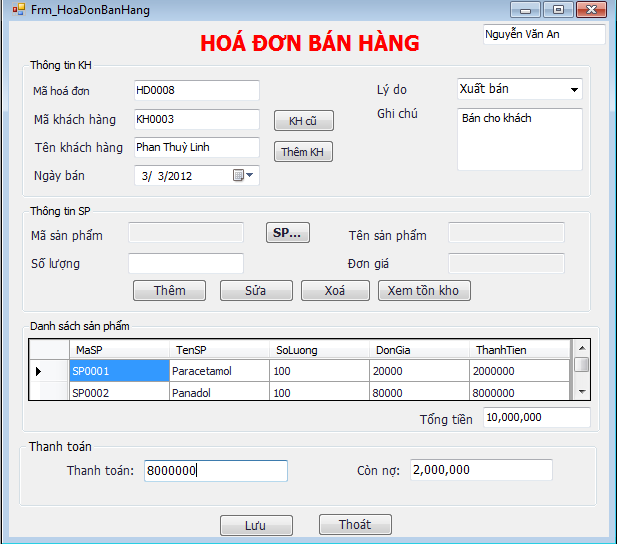 Frm_HoaDonBanHang
Nguyễn Văn An
HOÁ ĐƠN BÁN HÀNG
Thông tin KH
Mã hoá đơn HD0008 Lý do Xuất bán
Mã khách hàng KH0003 KH cũ Ghi chú Bán cho khách
Tên khách hàng Phan Thuỳ Linh Thêm KH
Ngày bán 3/ 3/2012
Thông tin SP
Mã sản phẩm SP... Tên sản phẩm
Số lượng Đơn giá
Thêm Sửa Xoá Xem tồn kho
Danh sách sản phẩm
MaSP TenSP SoLuong DonGia ThanhTien
SP0001 Paracetamol 100 20000 2000000
SP0002 Panadol 100 80000 8000000
Tổng tiền 10,000,000
Thanh toán
Thanh toán: 8000000 Còn nợ: 2,000,000
Lưu Thoát